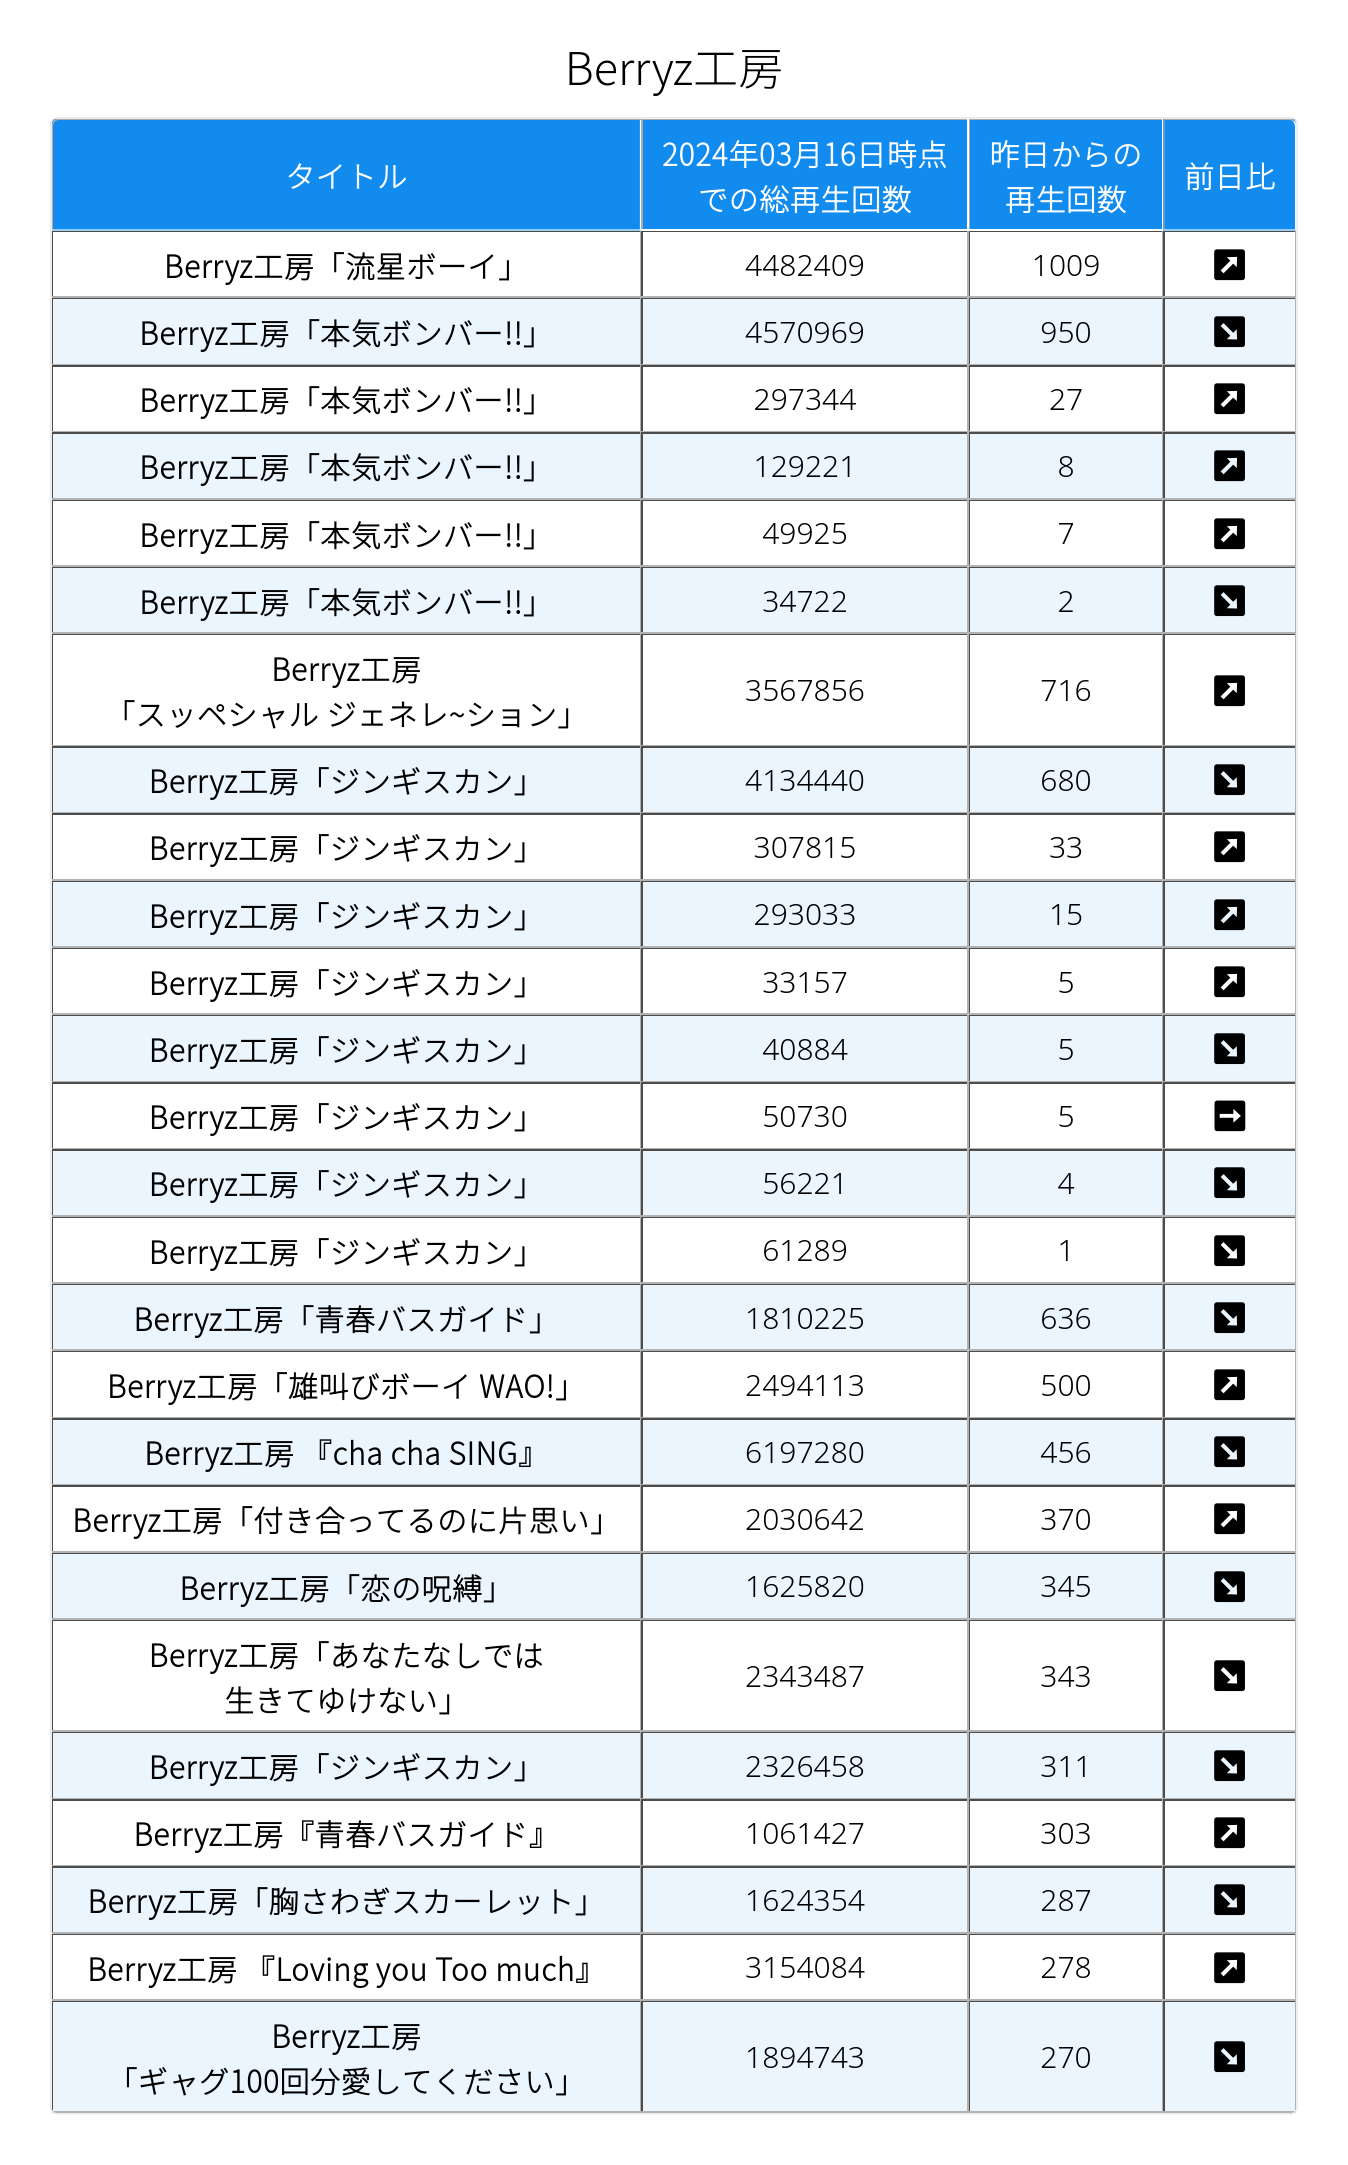 Berryz工房
タイトル
2024年03月16日時点
での総再生回数
昨日からの
再生回数
前日比
Berryz工房「流星ボーイ」 4482409 1009 ↗
Berryz工房「本気ボンバー!!」 4570969 950 ↘
Berryz工房「本気ボンバー!!」 297344 27 ↗
Berryz工房「本気ボンバー!!」 129221 8 ↗
Berryz工房「本気ボンバー!!」 49925 7 ↗
Berryz工房「本気ボンバー!!」 34722 2 ↘
Berryz工房
「スッペシャル ジェネレ~ション」 3567856 716 ↗
Berryz工房「ジンギスカン」 4134440 680 ↘
Berryz工房「ジンギスカン」 307815 33 ↗
Berryz工房「ジンギスカン」 293033 15 ↗
Berryz工房「ジンギスカン」 33157 5 ↗
Berryz工房「ジンギスカン」 40884 5 ↘
Berryz工房「ジンギスカン」 50730 5 →
Berryz工房「ジンギスカン」 56221 4 ↘
Berryz工房「ジンギスカン」 61289 1 ↘
Berryz工房「青春バスガイド」 1810225 636 ↘
Berryz工房「雄叫びボーイ WAO!」 2494113 500 ↗
Berryz工房 『cha cha SING』 6197280 456 ↘
Berryz工房「付き合ってるのに片思い」 2030642 370 ↗
Berryz工房「恋の呪縛」 1625820 345 ↘
Berryz工房「あなたなしでは
生きてゆけない」 2343487 343 ↘
Berryz工房「ジンギスカン」 2326458 311 ↘
Berryz工房『青春バスガイド』 1061427 303 ↗
Berryz工房「胸さわぎスカーレット」 1624354 287 ↘
Berryz工房 『Loving you Too much』 3154084 278 ↗
Berryz工房
「ギャグ100回分愛してください」 1894743 270 ↘